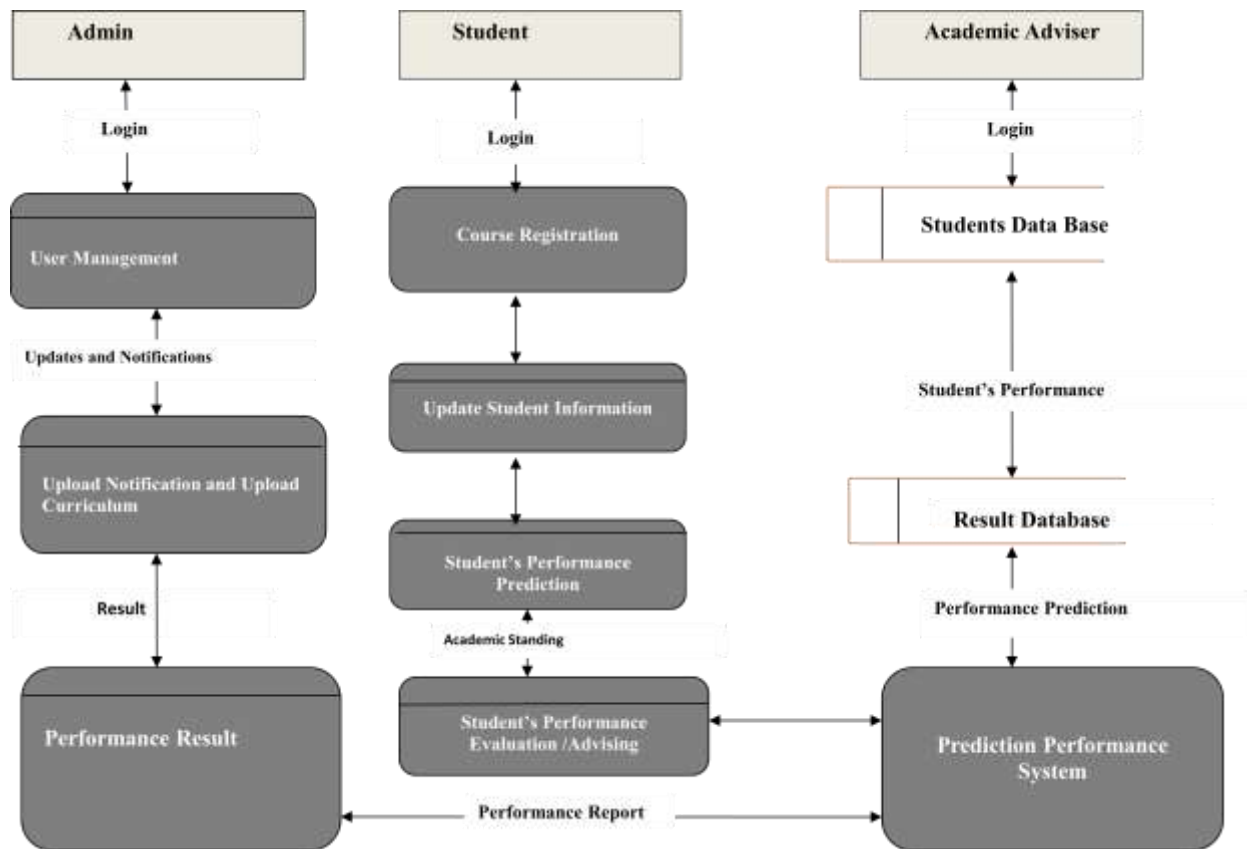 Admin
Student
Academic Adviser
Login
Login
Login
User Management
Course Registration
Students Data Base
Updates and Notifications
Update Student Information
Student’s Performance
Upload Notification and Upload
Curriculum
Result Database
Student’s Performance
Prediction
Result
Academic Standing
Performance Prediction
Performance Result
Student’s Performance
Evaluation /Advising
Prediction Performance
System
Performance Report